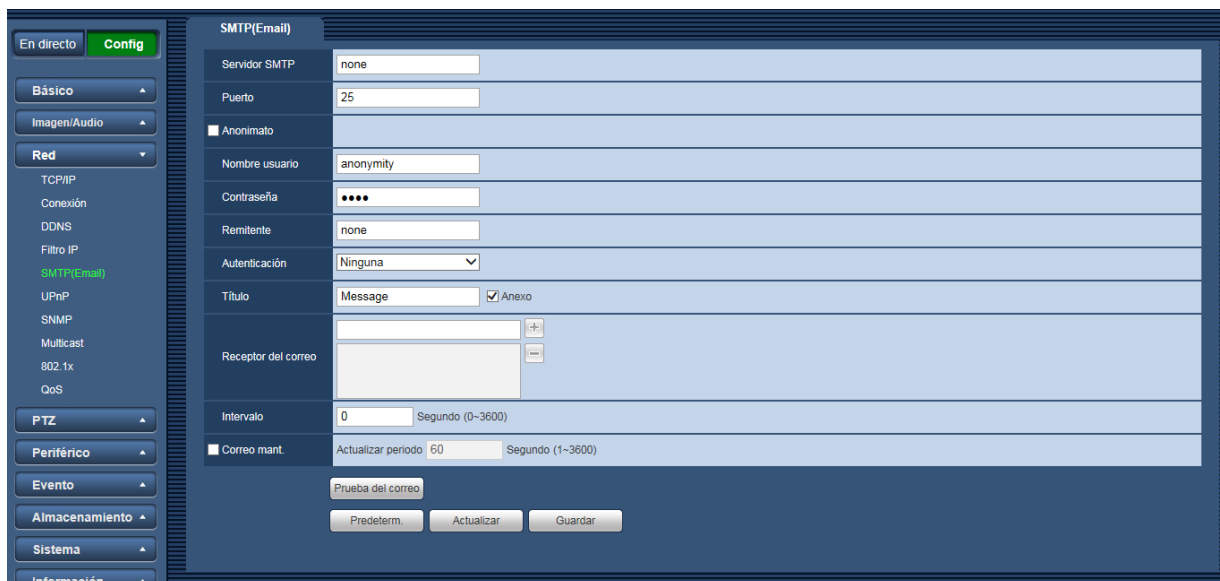 En directo
Config
Básico
Imagen/Audio
Red
TCP/IP
Conexión
DDNS
Filtro IP
SMTP(Email)
UPnP
SNMP
Multicast
802.1x
QoS
PTZ
Periférico
Evento
Almacenamiento
Sistema
Información
SMTP(Email)
Servidor SMTP none
Puerto 25
Anonimato
Nombre usuario anonymity
Contraseña ••••
Remitente none
Autenticación Ninguna
Título Message Anexo
Receptor del correo
Intervalo 0 Segundo (0~3600)
Correo mant. Actualizar periodo 60 Segundo (1~3600)
Prueba del correo
Predeterm. Actualizar Guardar